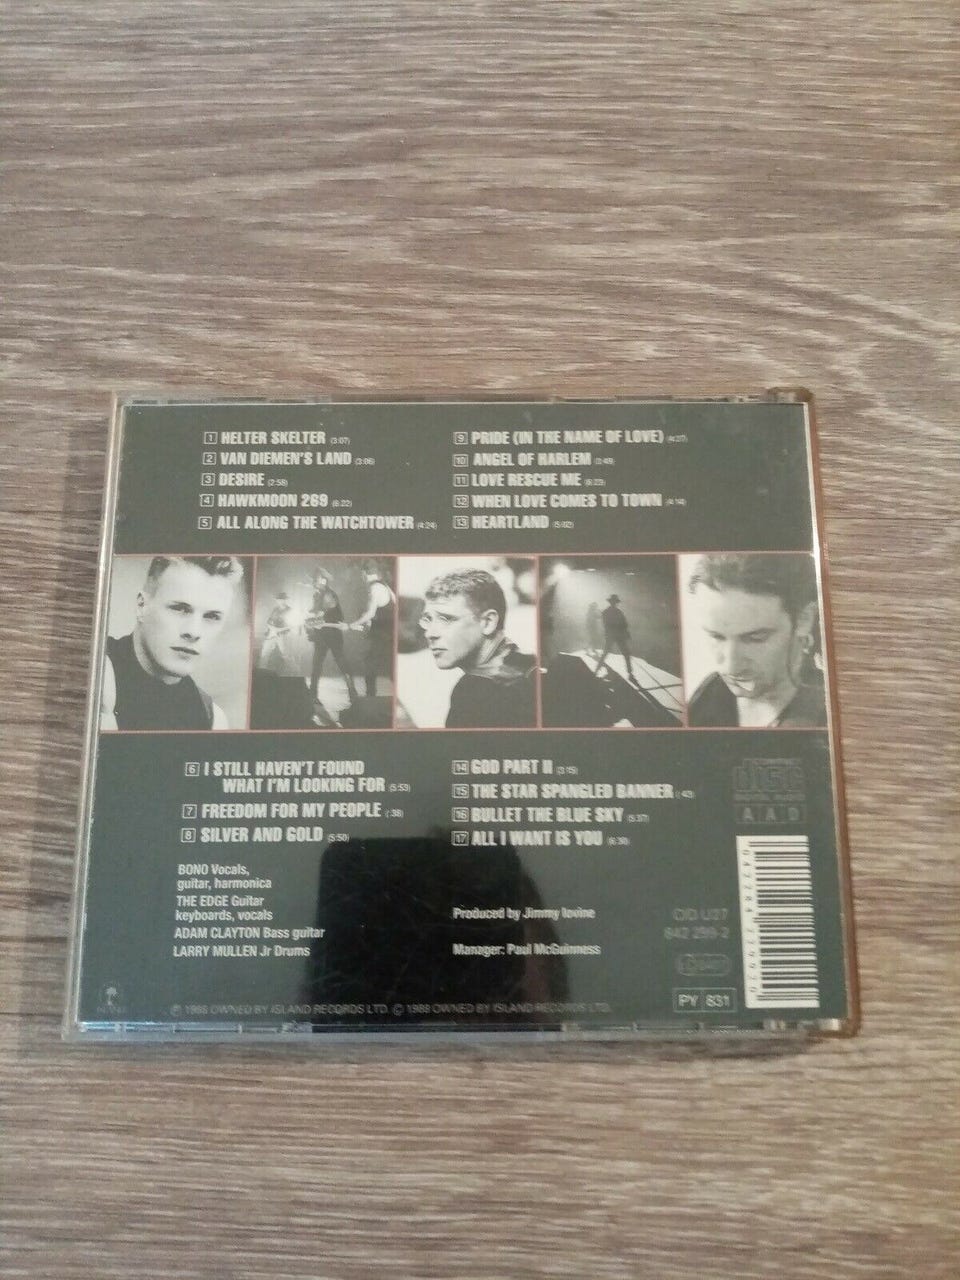 1 HELTER SKELTER (3:07)
2 VAN DIEMEN'S LAND (3:06)
3 DESIRE (2:58)
4 HAWKMOON 269 (6:22)
5 ALL ALONG THE WATCHTOWER (4:24)
9 PRIDE (IN THE NAME OF LOVE) (4:27)
10 ANGEL OF HARLEM (3:49)
11 LOVE RESCUE ME (6:23)
12 WHEN LOVE COMES TO TOWN (4:14)
13 HEARTLAND (5:02)
6 I STILL HAVEN'T FOUND
WHAT I'M LOOKING FOR (5:53)
7 FREEDOM FOR MY PEOPLE (:38)
8 SILVER AND GOLD (5:50)
14 GOD PART II (3:15)
15 THE STAR SPANGLED BANNER (:43)
16 BULLET THE BLUE SKY (5:37)
17 ALL I WANT IS YOU (6:30)
BONO Vocals,
guitar, harmonica
THE EDGE Guitar
keyboards, vocals
ADAM CLAYTON Bass guitar
LARRY MULLEN Jr Drums
Produced by Jimmy Iovine
Manager: Paul McGuinness
disc
A A D
CID U27
842 299-2
PY 831
℗ 1988 OWNED BY ISLAND RECORDS LTD. © 1988 OWNED BY ISLAND RECORDS LTD.